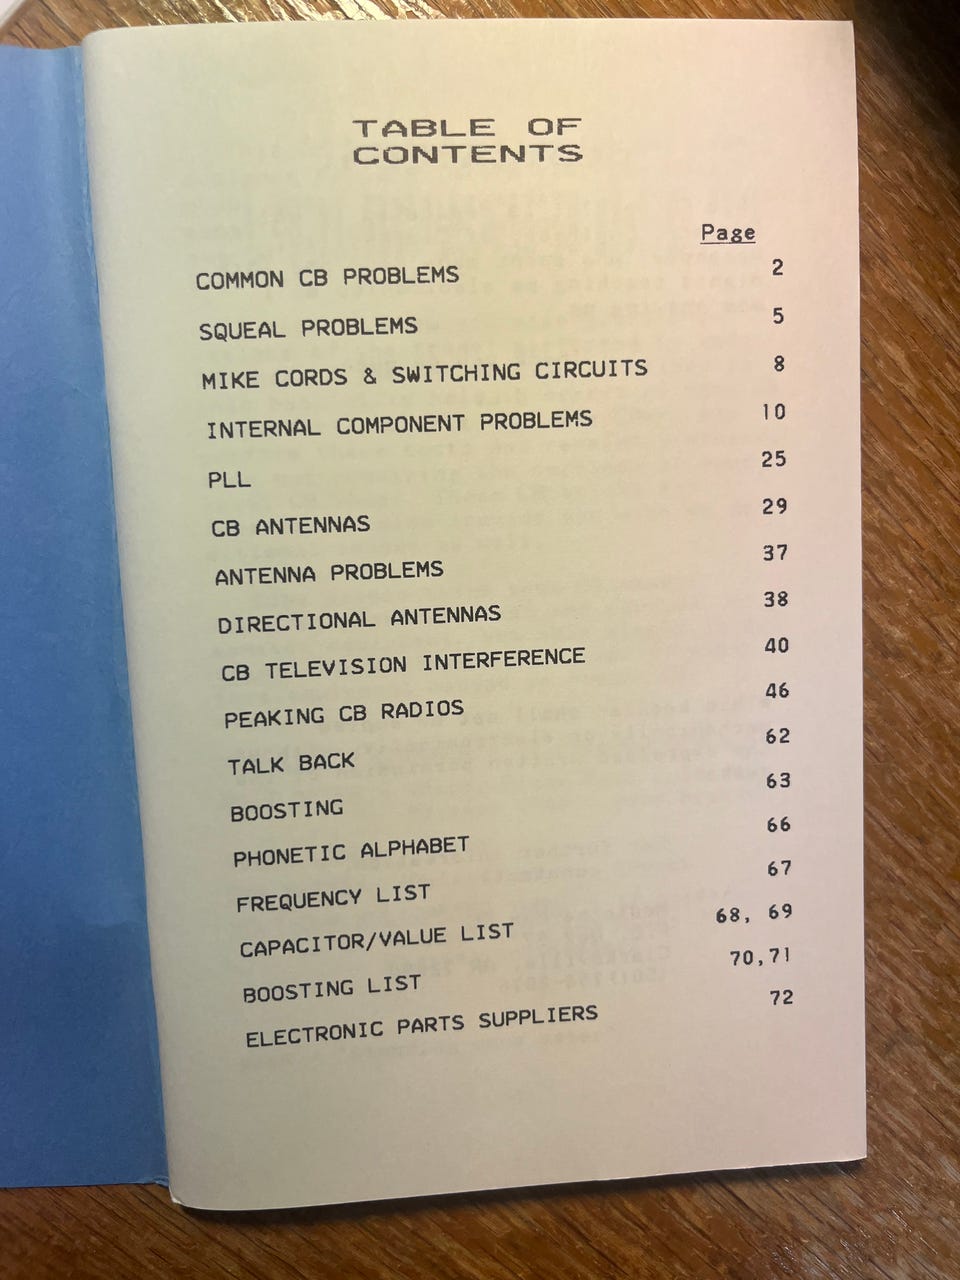 TABLE OF
CONTENTS
Page
COMMON CB PROBLEMS 2
SQUEAL PROBLEMS 5
MIKE CORDS & SWITCHING CIRCUITS 8
INTERNAL COMPONENT PROBLEMS 10
PLL 25
CB ANTENNAS 29
ANTENNA PROBLEMS 37
DIRECTIONAL ANTENNAS 38
CB TELEVISION INTERFERENCE 40
PEAKING CB RADIOS 46
TALK BACK 62
BOOSTING 63
PHONETIC ALPHABET 66
FREQUENCY LIST 67
CAPACITOR/VALUE LIST 68, 69
BOOSTING LIST 70,71
ELECTRONIC PARTS SUPPLIERS 72